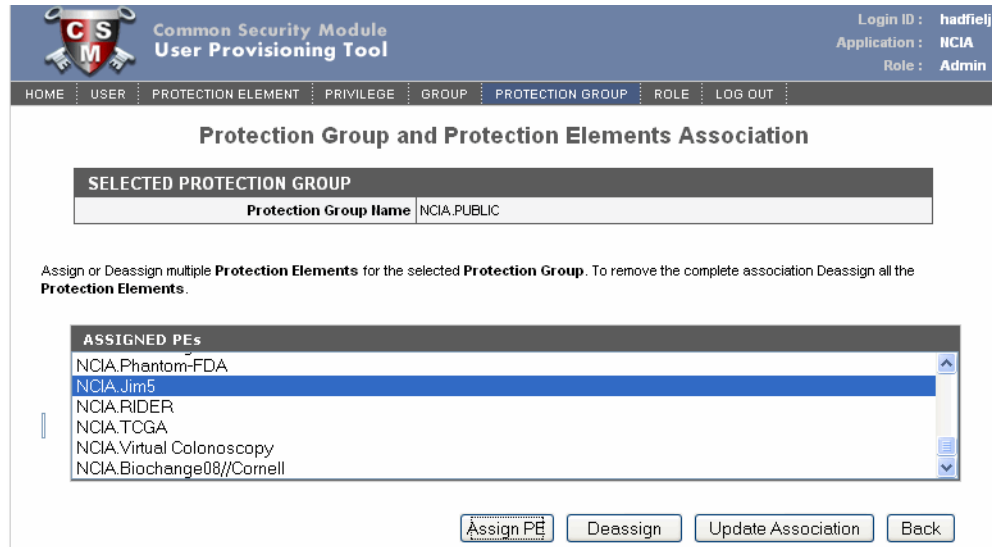 C S M
Common Security Module
User Provisioning Tool
Login ID : hadfielj
Application : NCIA
Role : Admin
HOME USER PROTECTION ELEMENT PRIVILEGE GROUP PROTECTION GROUP ROLE LOG OUT
Protection Group and Protection Elements Association
SELECTED PROTECTION GROUP
Protection Group Name NCIA.PUBLIC
Assign or Deassign multiple Protection Elements for the selected Protection Group. To remove the complete association Deassign all the
Protection Elements.
ASSIGNED PEs
NCIA.Phantom-FDA
NCIA.Jim5
NCIA.RIDER
NCIA.TCGA
NCIA.Virtual Colonoscopy
NCIA.Biochange08//Cornell
Assign PE Deassign Update Association Back